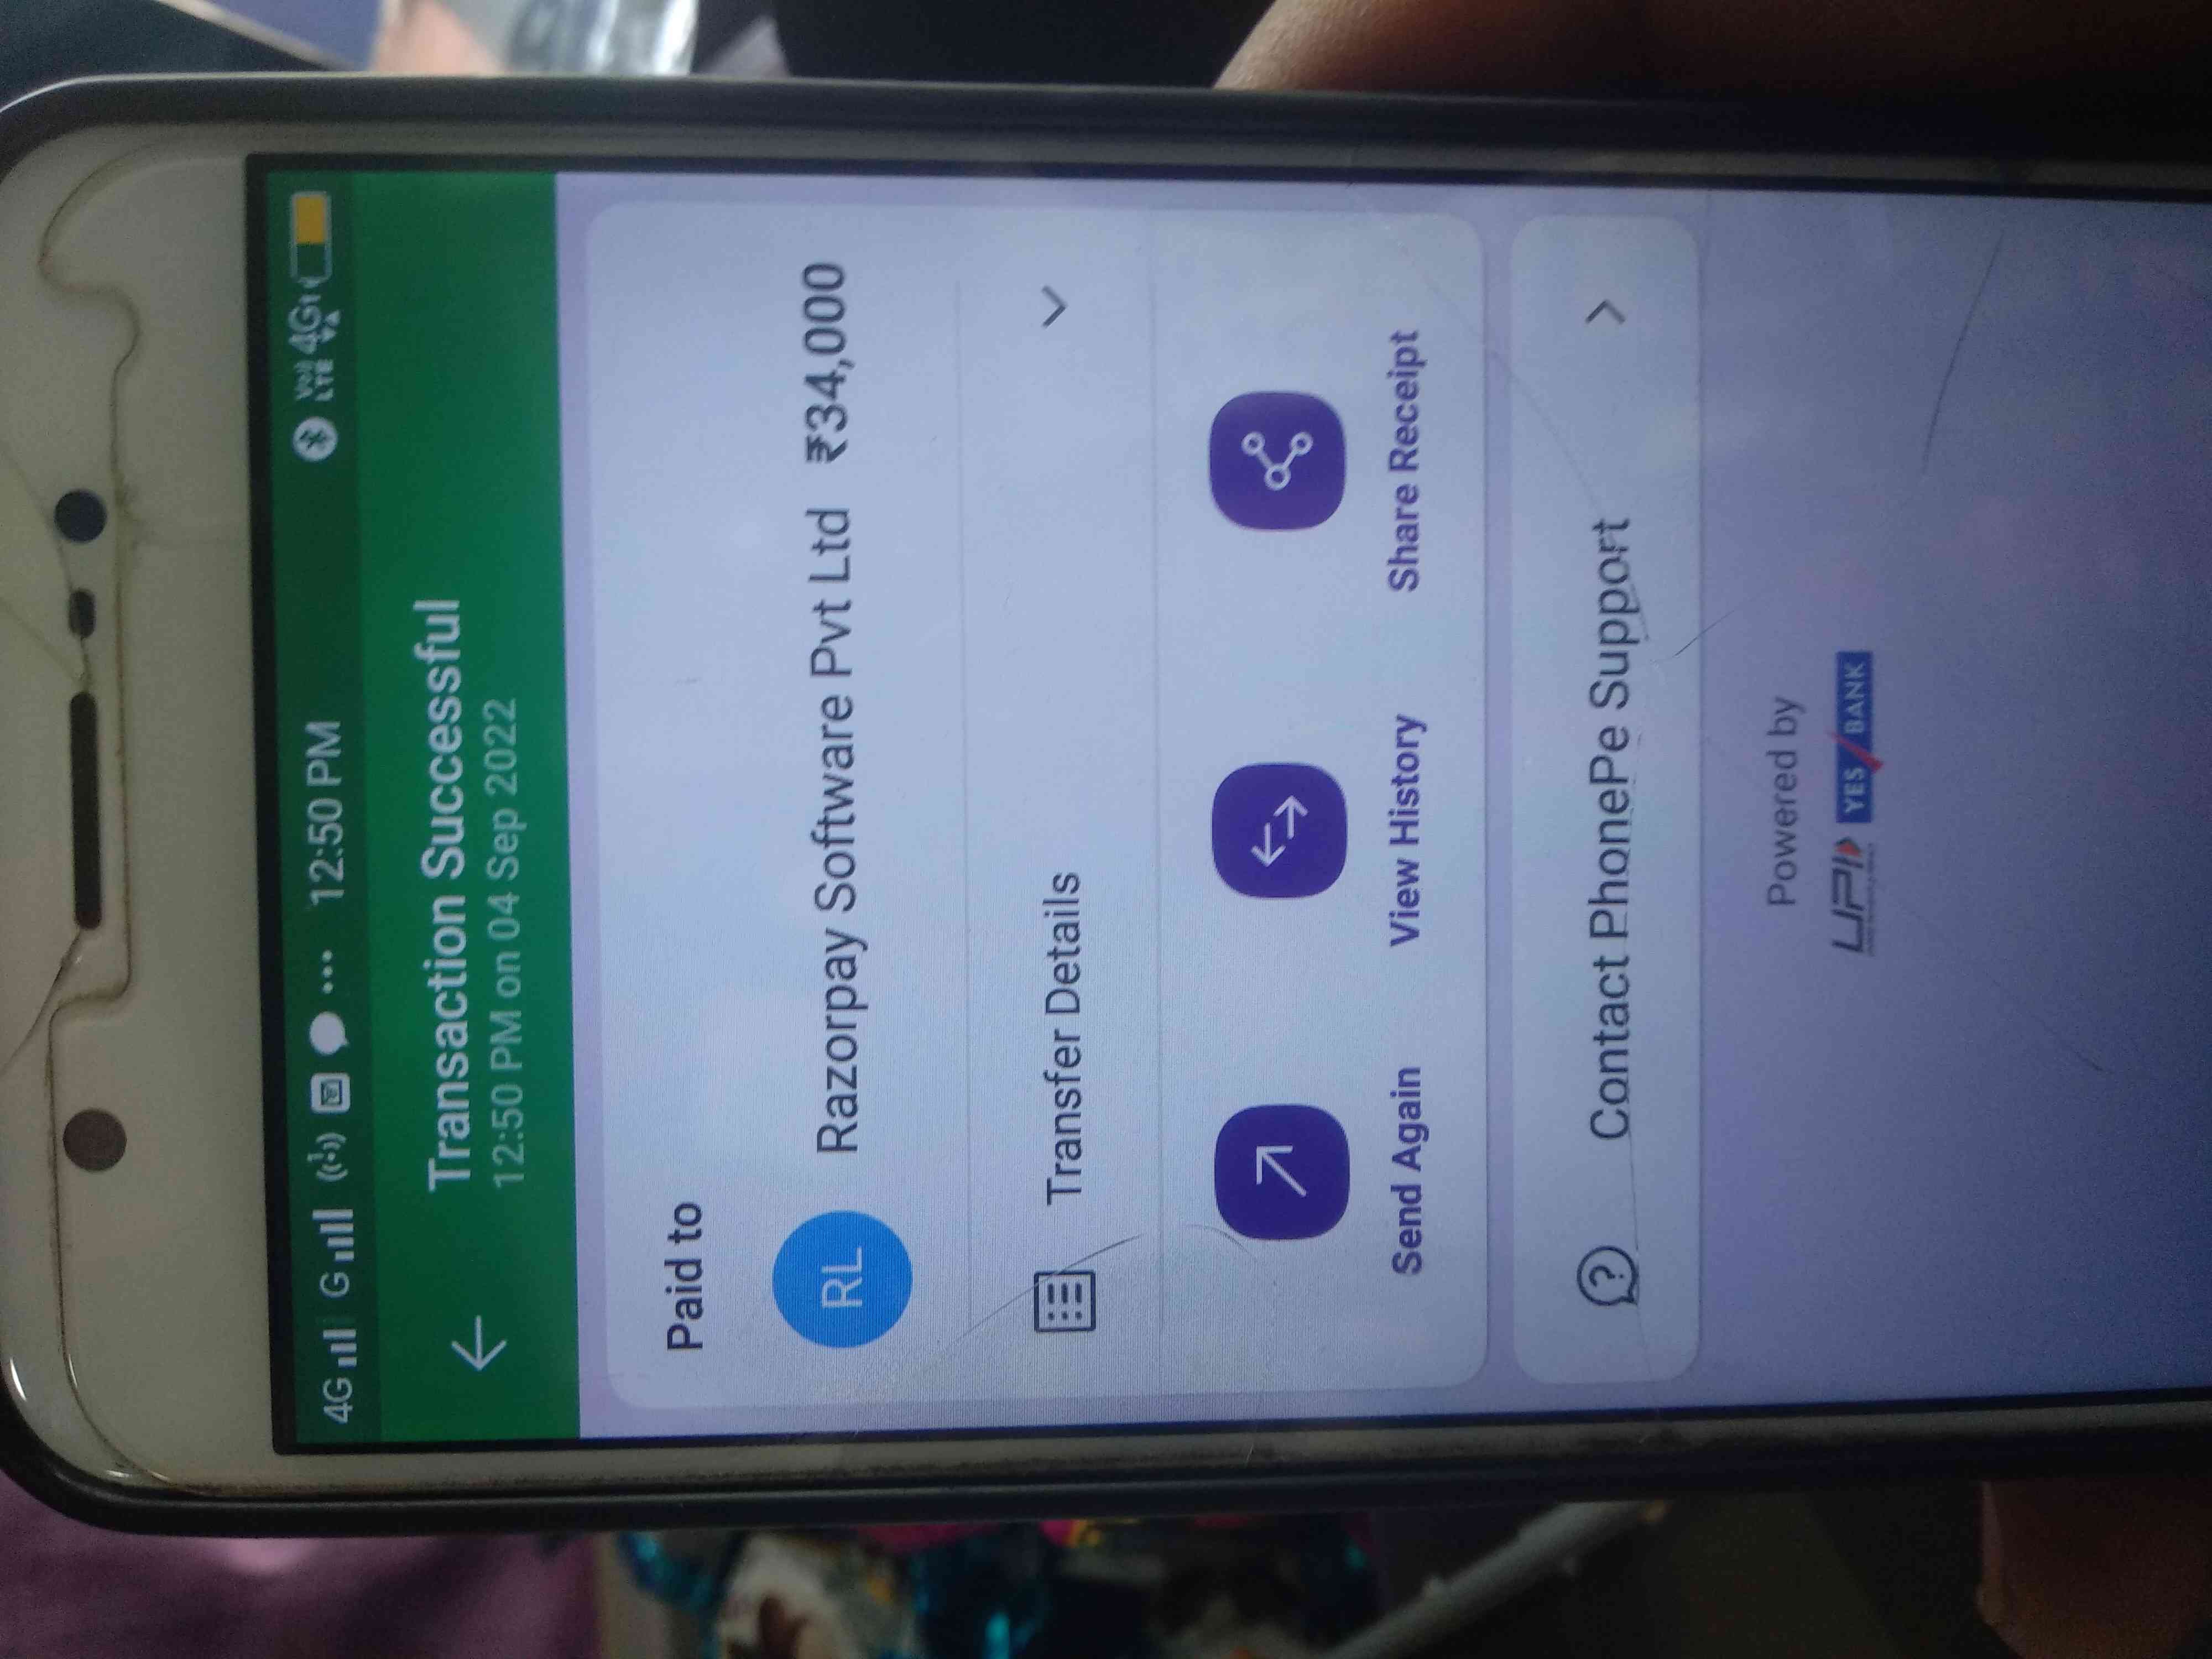 4G G 12:50 PM VoLTE 4G
Transaction Successful
12:50 PM on 04 Sep 2022
Paid to
RL Razorpay Software Pvt Ltd ₹34,000
Transfer Details
Send Again View History Share Receipt
Contact PhonePe Support
Powered by
UPI YES BANK